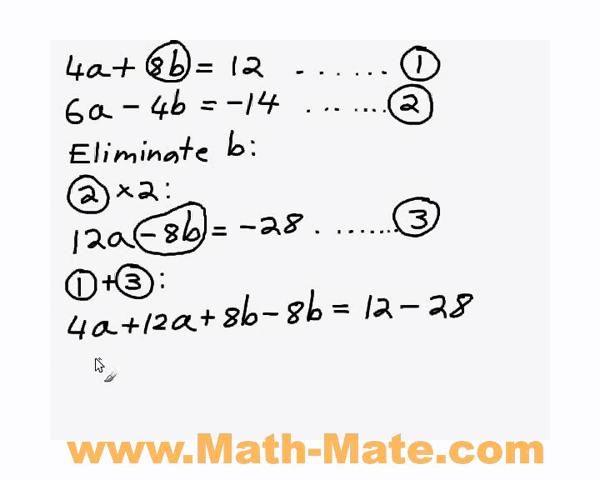 4a + 8b = 12 ....... ①
6a - 4b = -14 ....... ②
Eliminate b:
② × 2:
12a - 8b = -28 ........ ③
① + ③:
4a + 12a + 8b - 8b = 12 - 28
www.Math-Mate.com